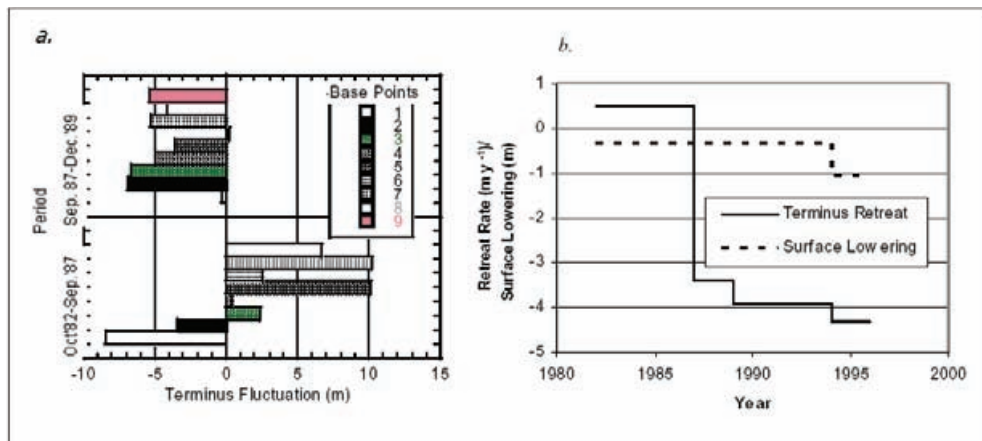 a.
Period
Sep. 87-Dec. '89
Oct'82-Sep.'87
Base Points
1
2
3
4
5
6
7
8
9
-10 -5 0 5 10 15
Terminus Fluctuation (m)
b.
Retreat Rate (m y⁻¹)/
Surface Lowering (m)
1
0
-1
-2
-3
-4
-5
Terminus Retreat
Surface Lowering
1980 1985 1990 1995 2000
Year